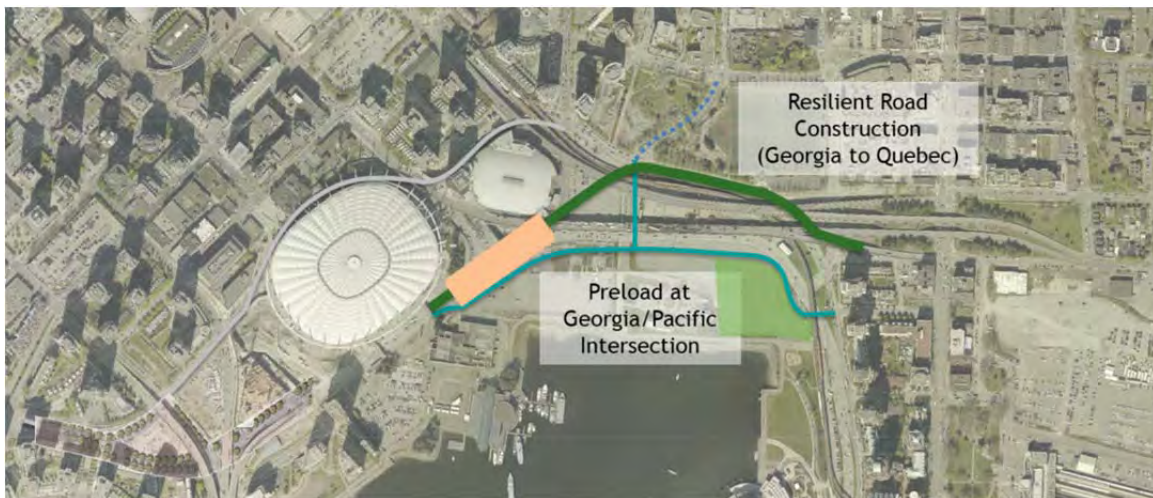 Resilient Road
Construction
(Georgia to Quebec)
Preload at
Georgia/Pacific
Intersection